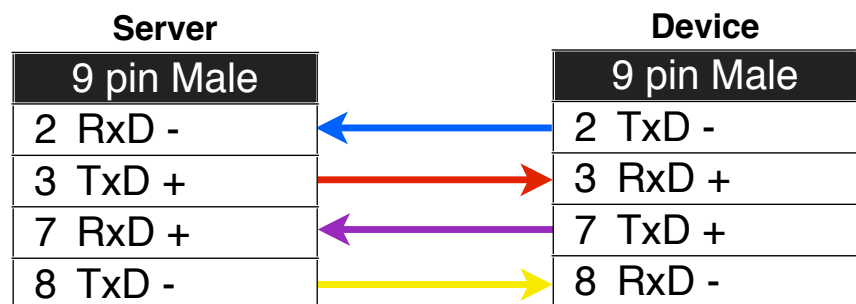 Server Device
9 pin Male 9 pin Male
2 RxD - 2 TxD -
3 TxD + 3 RxD +
7 RxD + 7 TxD +
8 TxD - 8 RxD -